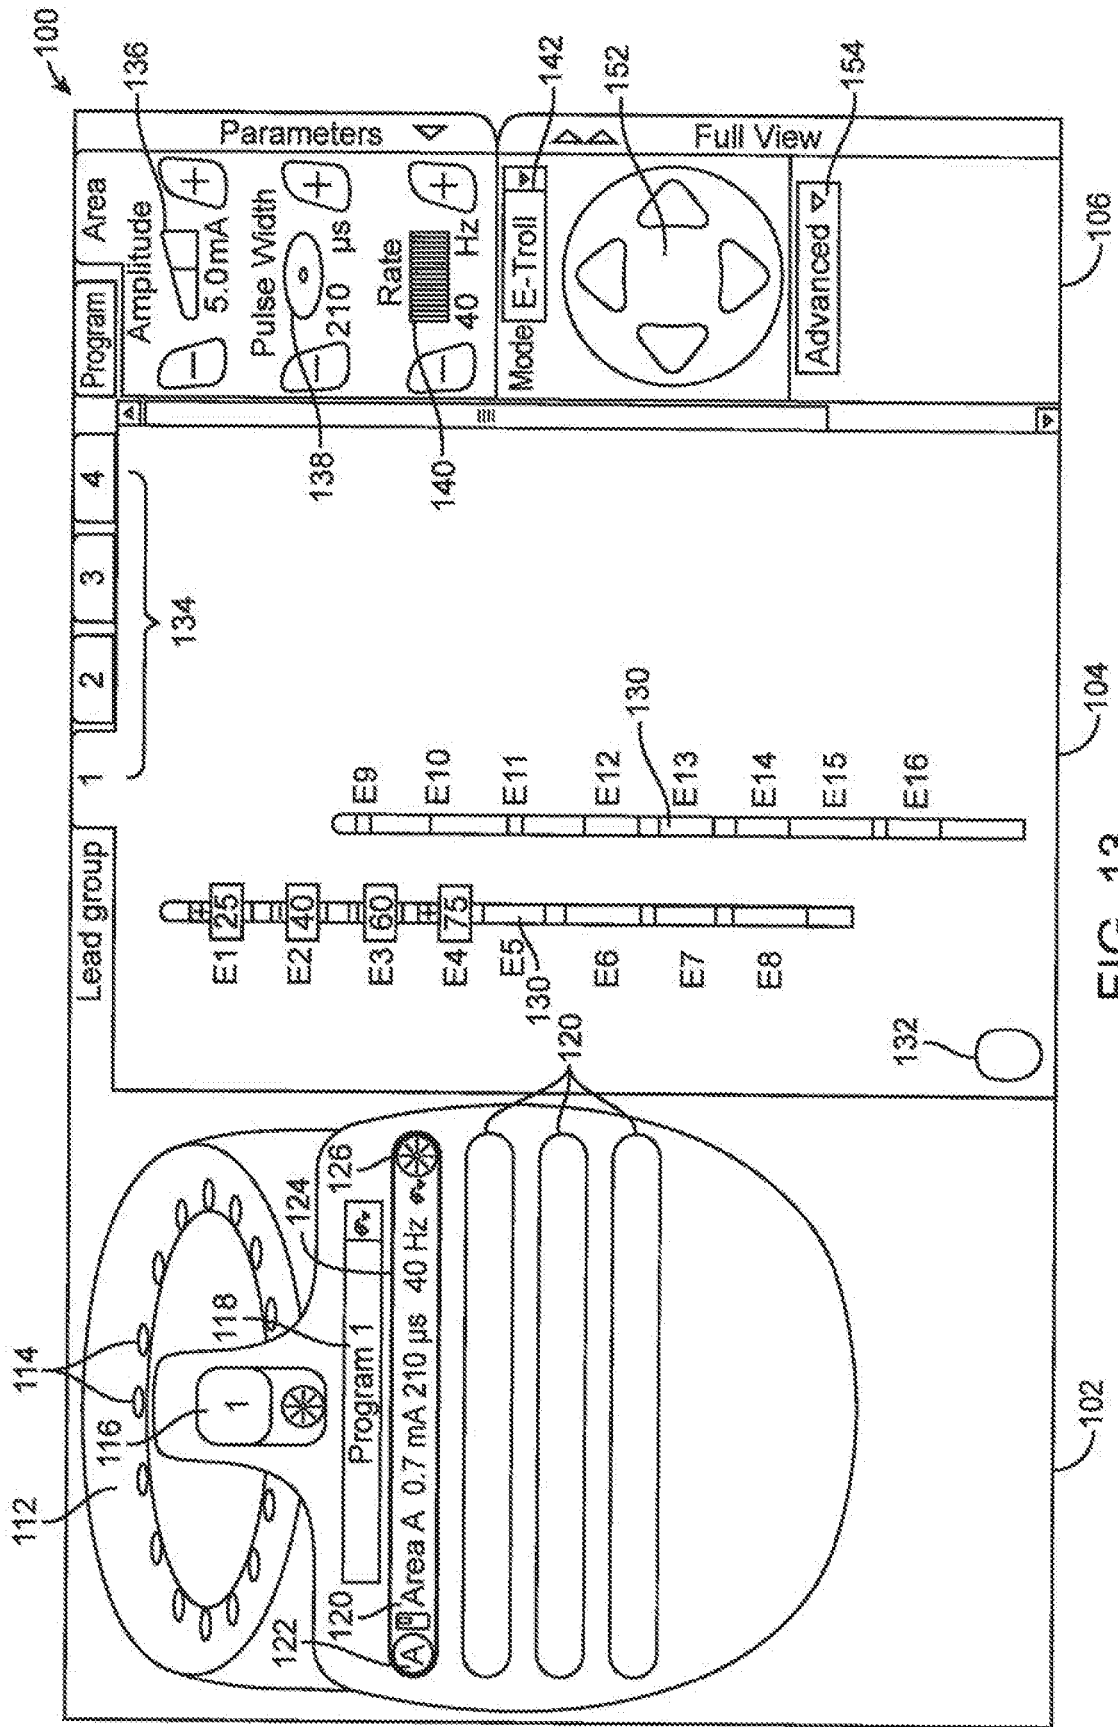 100
Lead group
1
2
3
4
134
Program
Area
Amplitude
136
5.0mA
Pulse Width
138
210 µs
Rate
140
40 Hz
Parameters
Mode
E-Troll
142
152
Full View
Advanced
154
106
112
114
116
1
118
Program 1
120
122
124
126
A
Area A 0.7 mA 210 µs 40 Hz
120
102
E1 25
E2 40
E3 60
E4 75
E5
E6
E7
E8
130
E9
E10
E11
E12
E13
E14
E15
E16
130
132
104
FIG. 13